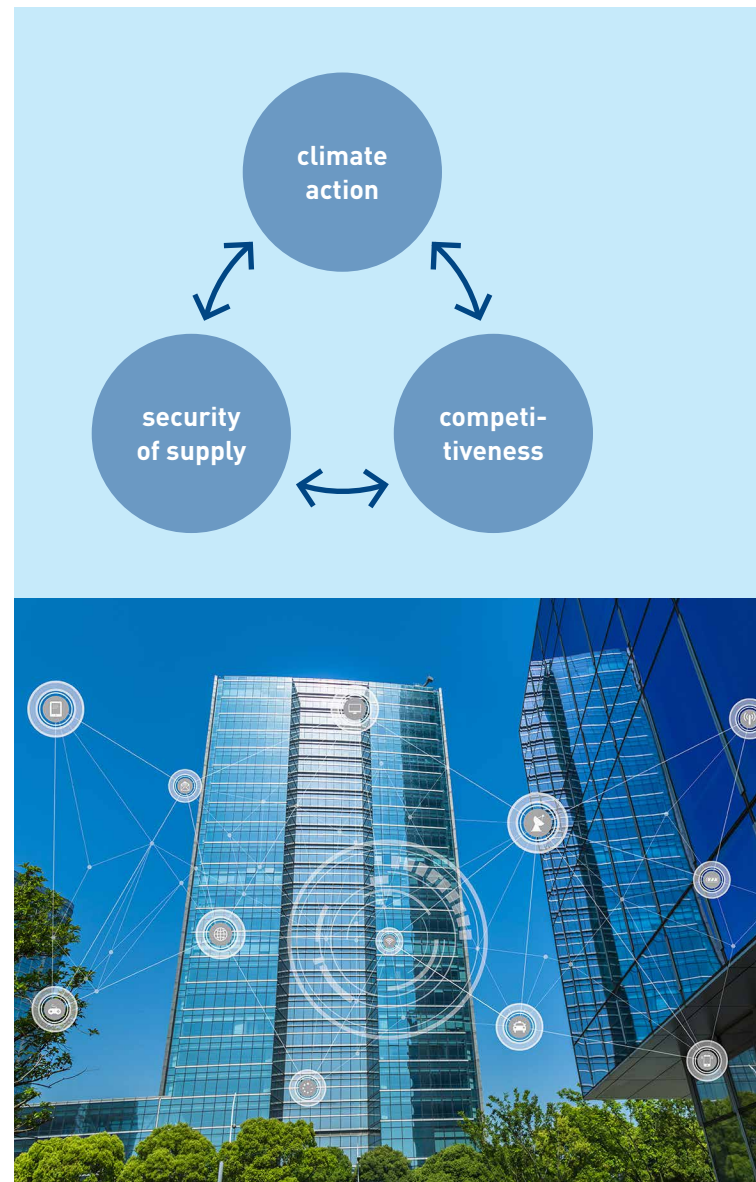 climate
action
security
of supply
competi-
tiveness